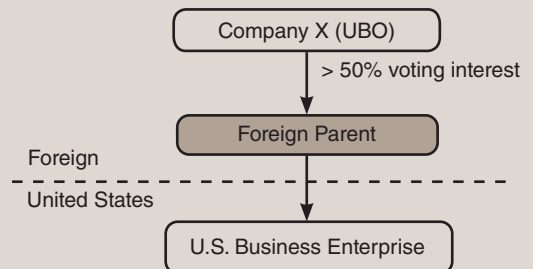 Company X (UBO)
> 50% voting interest
Foreign Parent
Foreign
United States
U.S. Business Enterprise